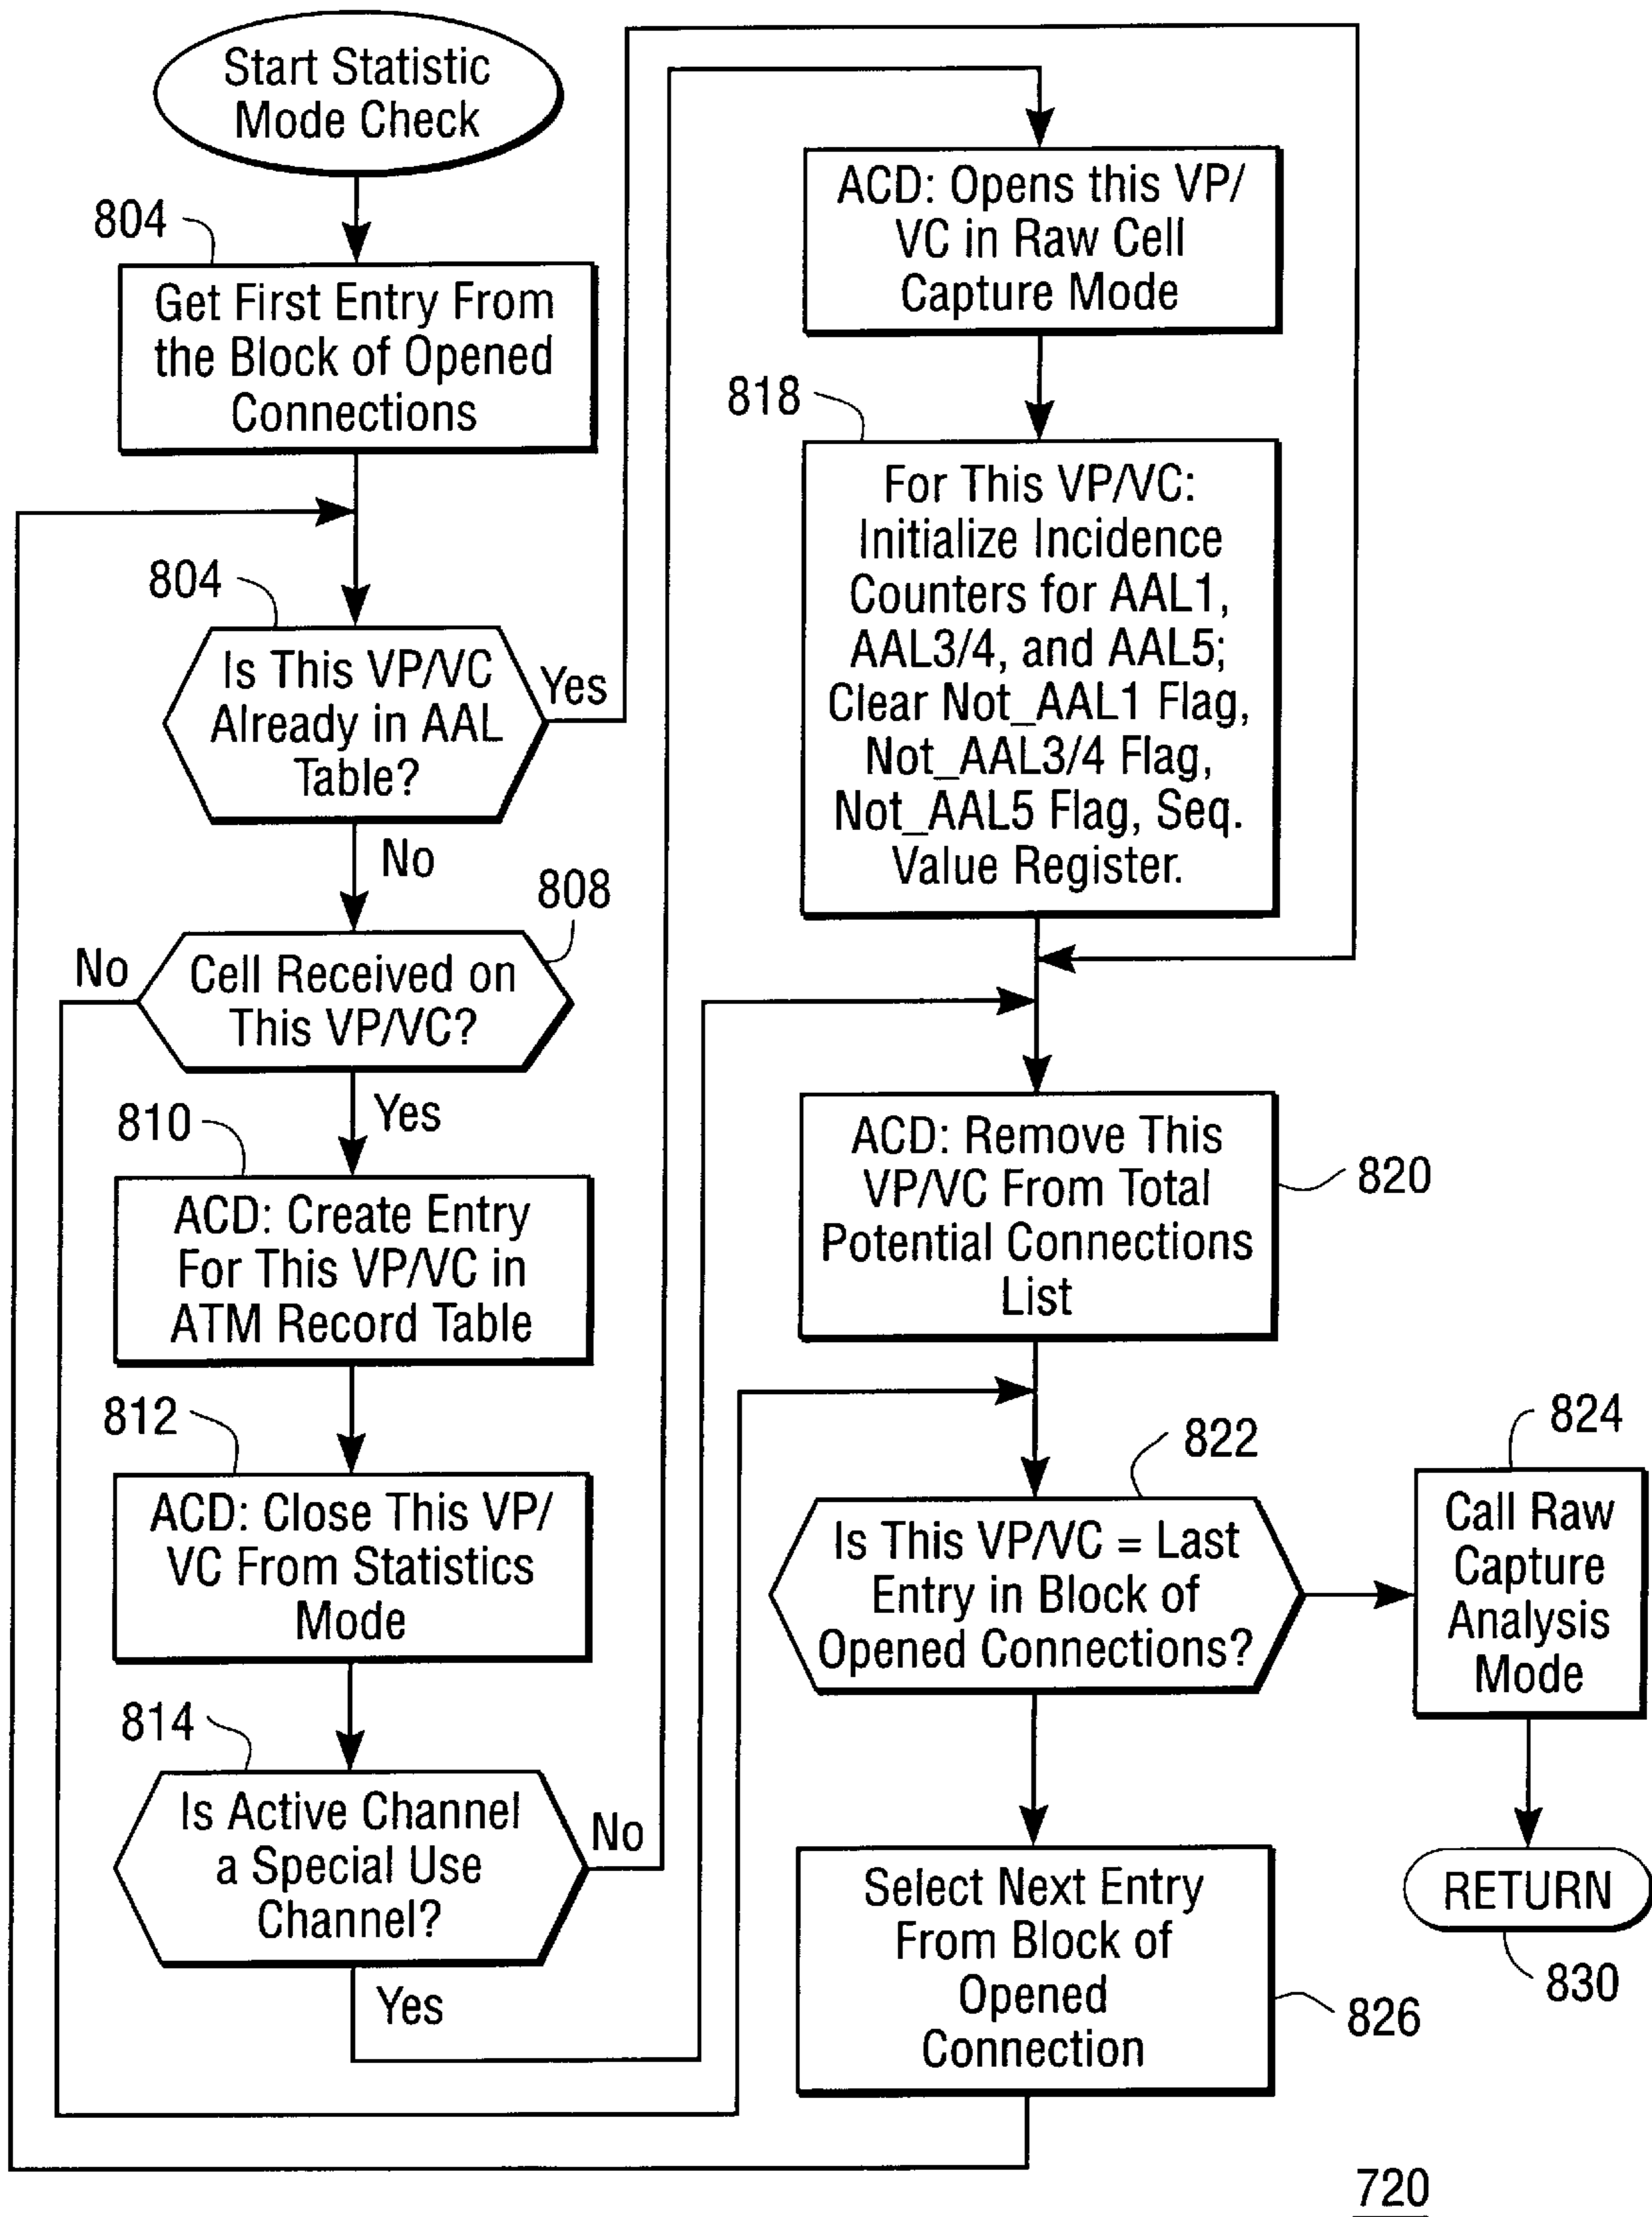 Start Statistic
Mode Check
804
Get First Entry From
the Block of Opened
Connections
804
Is This VP/VC
Already in AAL
Table?
Yes
No
808
Cell Received on
This VP/VC?
No
Yes
810
ACD: Create Entry
For This VP/VC in
ATM Record Table
812
ACD: Close This VP/
VC From Statistics
Mode
814
Is Active Channel
a Special Use
Channel?
No
Yes
ACD: Opens this VP/
VC in Raw Cell
Capture Mode
818
For This VP/VC:
Initialize Incidence
Counters for AAL1,
AAL3/4, and AAL5;
Clear Not_AAL1 Flag,
Not_AAL3/4 Flag,
Not_AAL5 Flag, Seq.
Value Register.
ACD: Remove This
VP/VC From Total
Potential Connections
List
820
822
Is This VP/VC = Last
Entry in Block of
Opened Connections?
824
Call Raw
Capture
Analysis
Mode
RETURN
830
Select Next Entry
From Block of
Opened
Connection
826
720